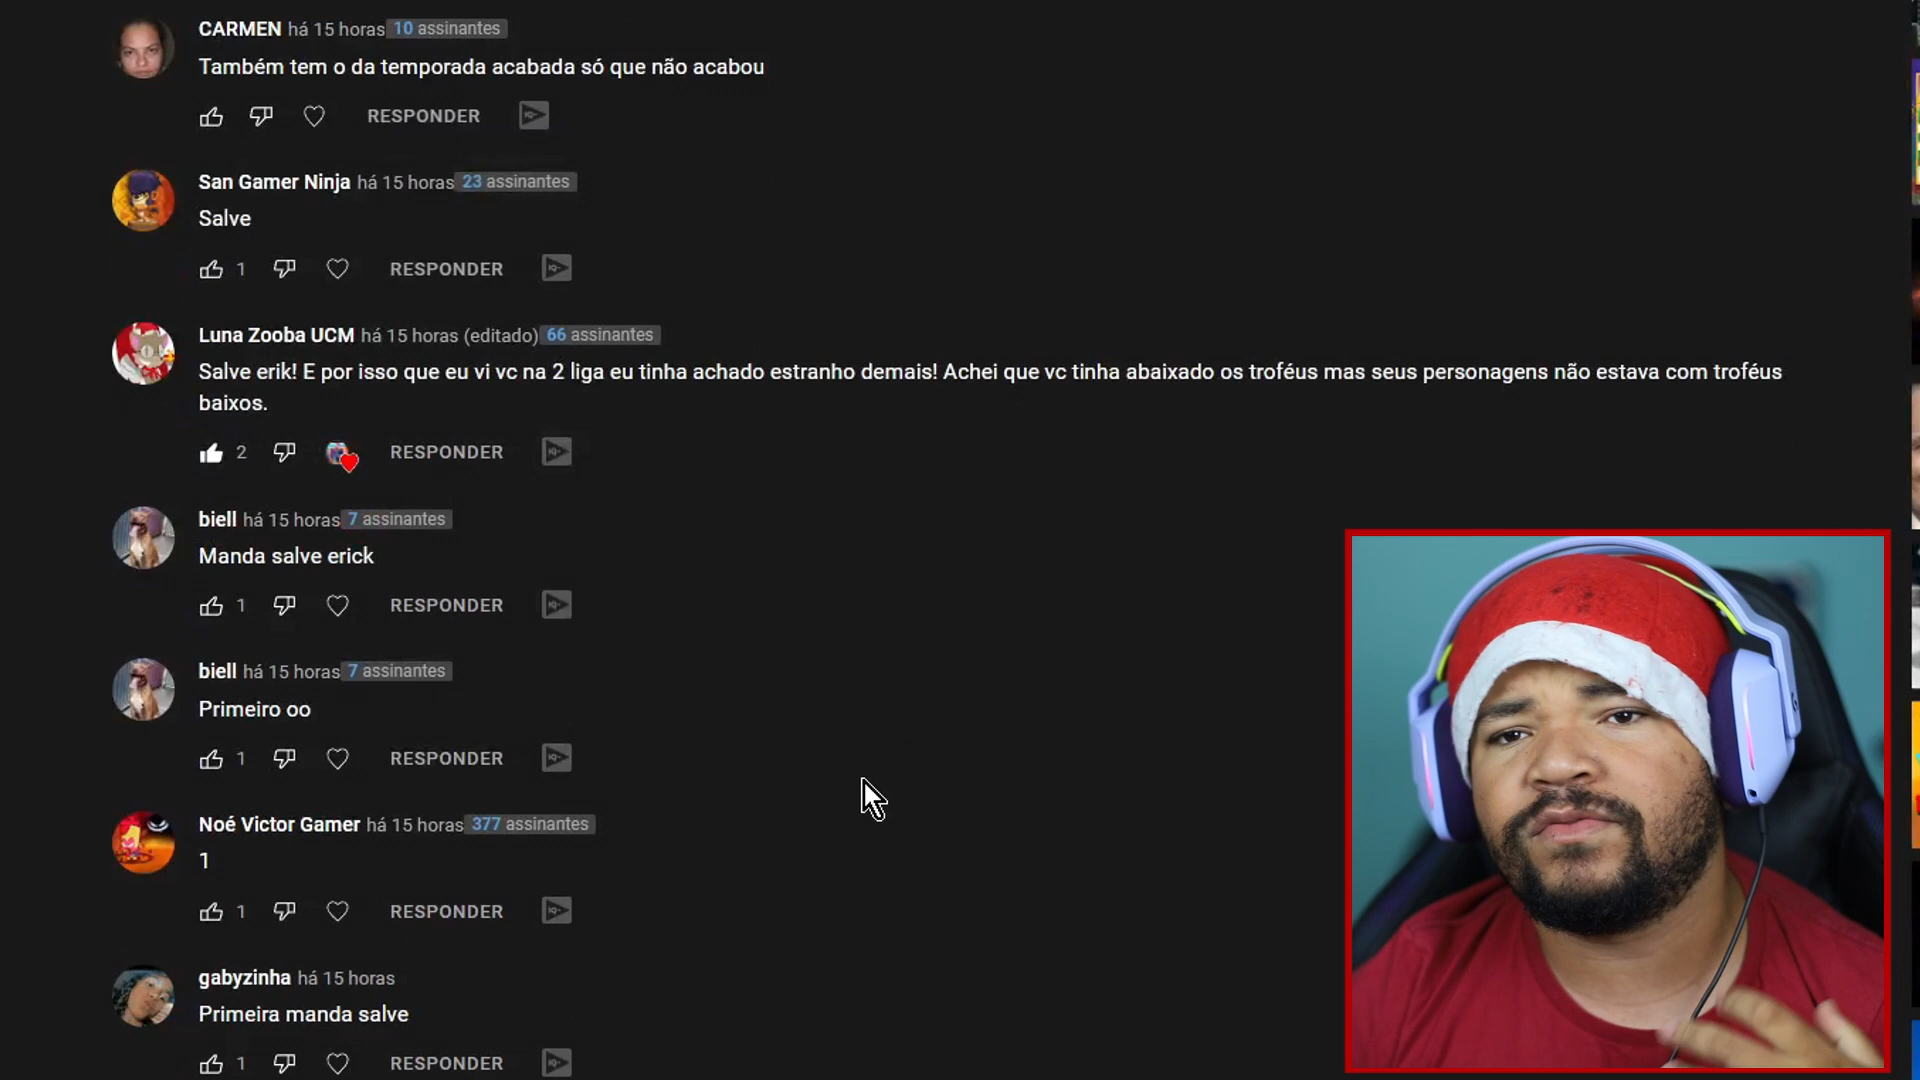 CARMEN há 15 horas 10 assinantes
Também tem o da temporada acabada só que não acabou
RESPONDER
San Gamer Ninja há 15 horas 23 assinantes
Salve
1 RESPONDER
Luna Zooba UCM há 15 horas (editado) 66 assinantes
Salve erik! E por isso que eu vi vc na 2 liga eu tinha achado estranho demais! Achei que vc tinha abaixado os troféus mas seus personagens não estava com troféus
baixos.
2 RESPONDER
biell há 15 horas 7 assinantes
Manda salve erick
1 RESPONDER
biell há 15 horas 7 assinantes
Primeiro oo
1 RESPONDER
Noé Victor Gamer há 15 horas 377 assinantes
1
1 RESPONDER
gabyzinha há 15 horas
Primeira manda salve
1 RESPONDER